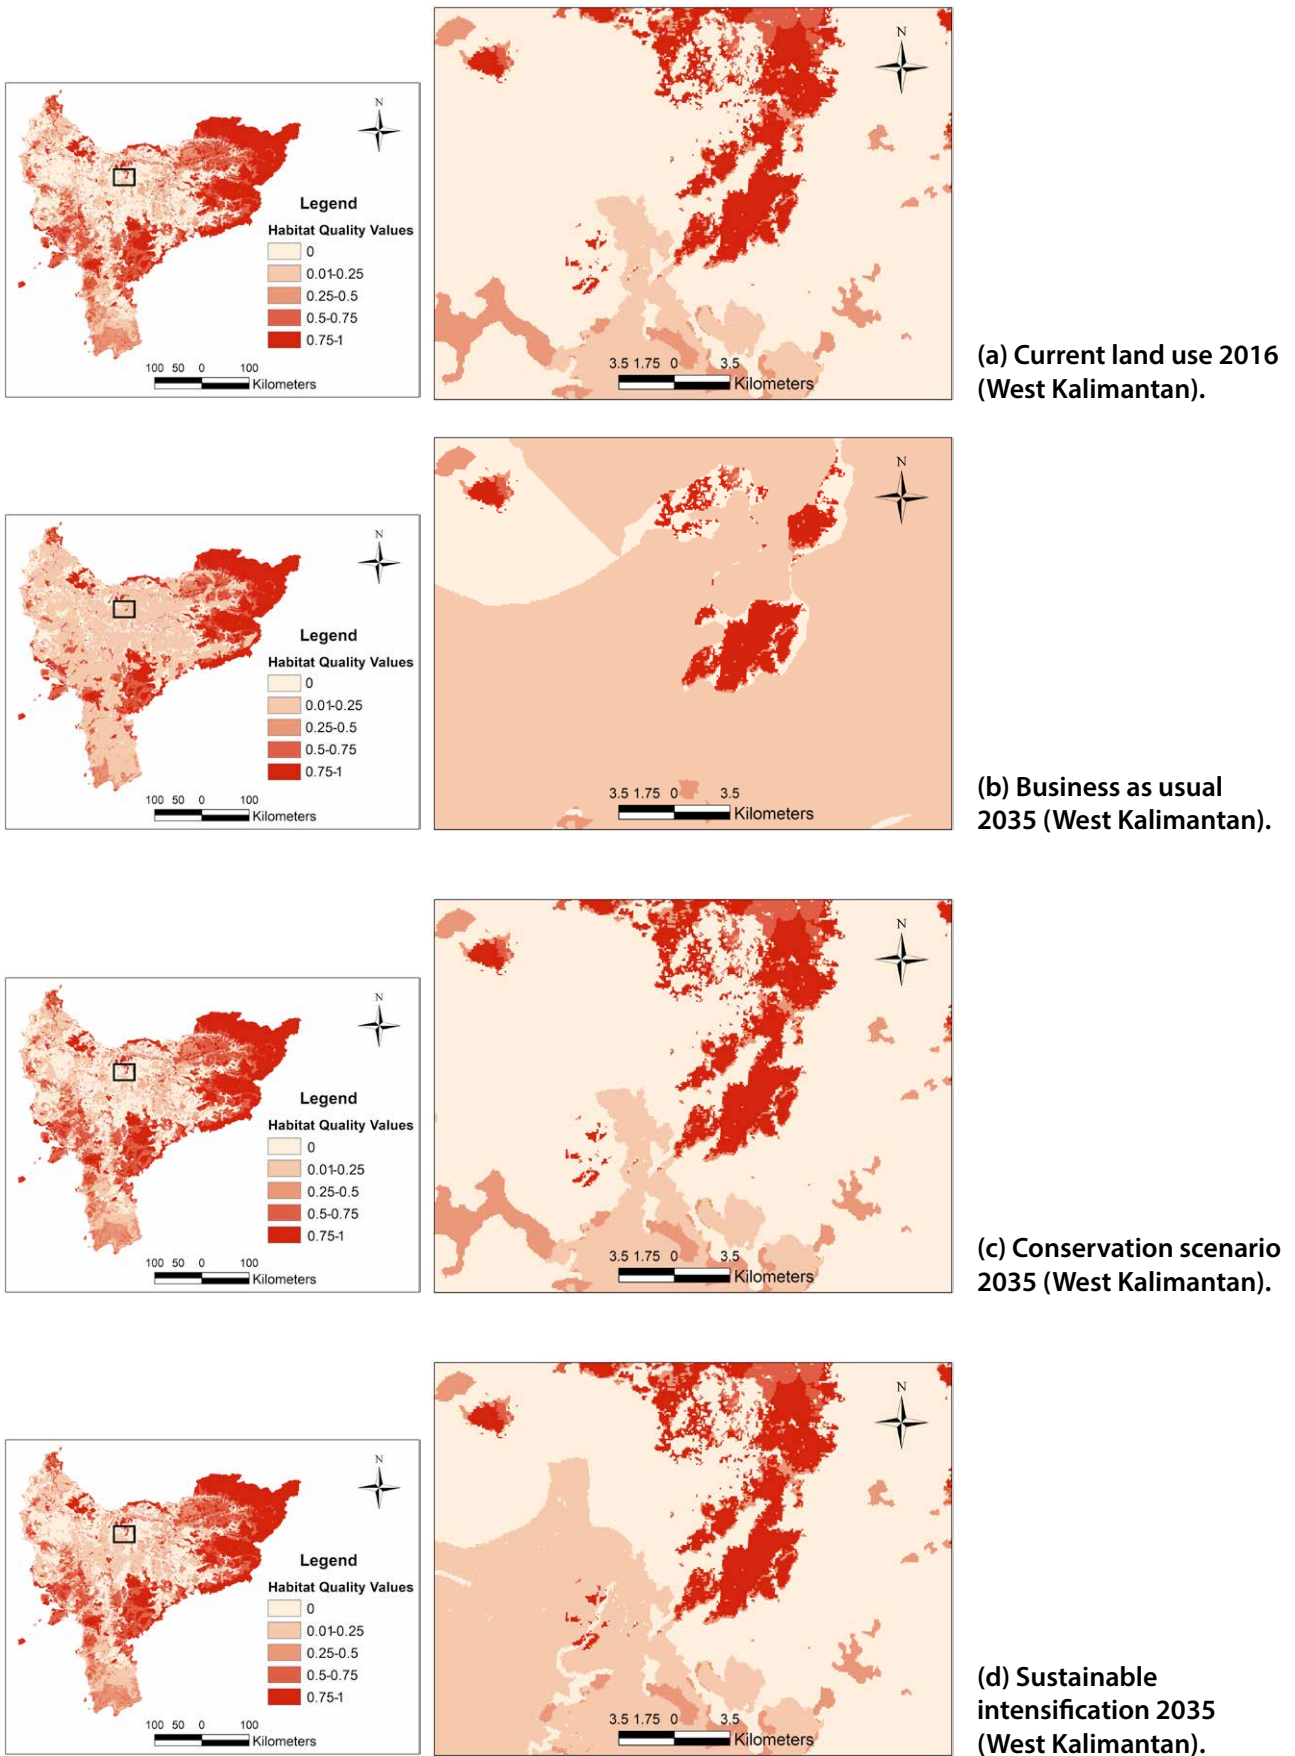 N
Legend
Habitat Quality Values
0
0.01-0.25
0.25-0.5
0.5-0.75
0.75-1
100 50 0 100
Kilometers
N
3.5 1.75 0 3.5
Kilometers
(a) Current land use 2016
(West Kalimantan).
N
Legend
Habitat Quality Values
0
0.01-0.25
0.25-0.5
0.5-0.75
0.75-1
100 50 0 100
Kilometers
N
3.5 1.75 0 3.5
Kilometers
(b) Business as usual
2035 (West Kalimantan).
N
Legend
Habitat Quality Values
0
0.01-0.25
0.25-0.5
0.5-0.75
0.75-1
100 50 0 100
Kilometers
N
3.5 1.75 0 3.5
Kilometers
(c) Conservation scenario
2035 (West Kalimantan).
N
Legend
Habitat Quality Values
0
0.01-0.25
0.25-0.5
0.5-0.75
0.75-1
100 50 0 100
Kilometers
N
3.5 1.75 0 3.5
Kilometers
(d) Sustainable
intensification 2035
(West Kalimantan).